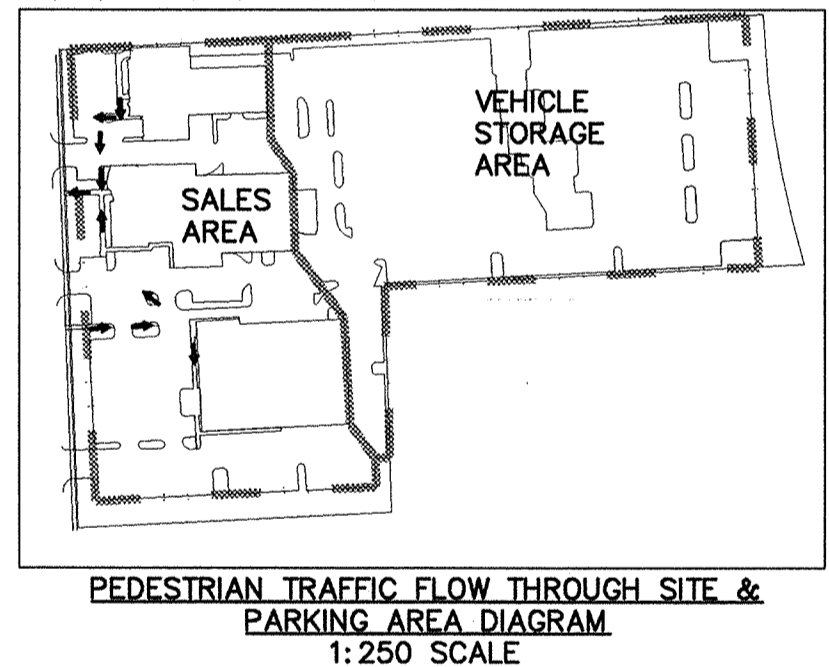 VEHICLE
STORAGE
AREA
SALES
AREA
PEDESTRIAN TRAFFIC FLOW THROUGH SITE &
PARKING AREA DIAGRAM
1:250 SCALE